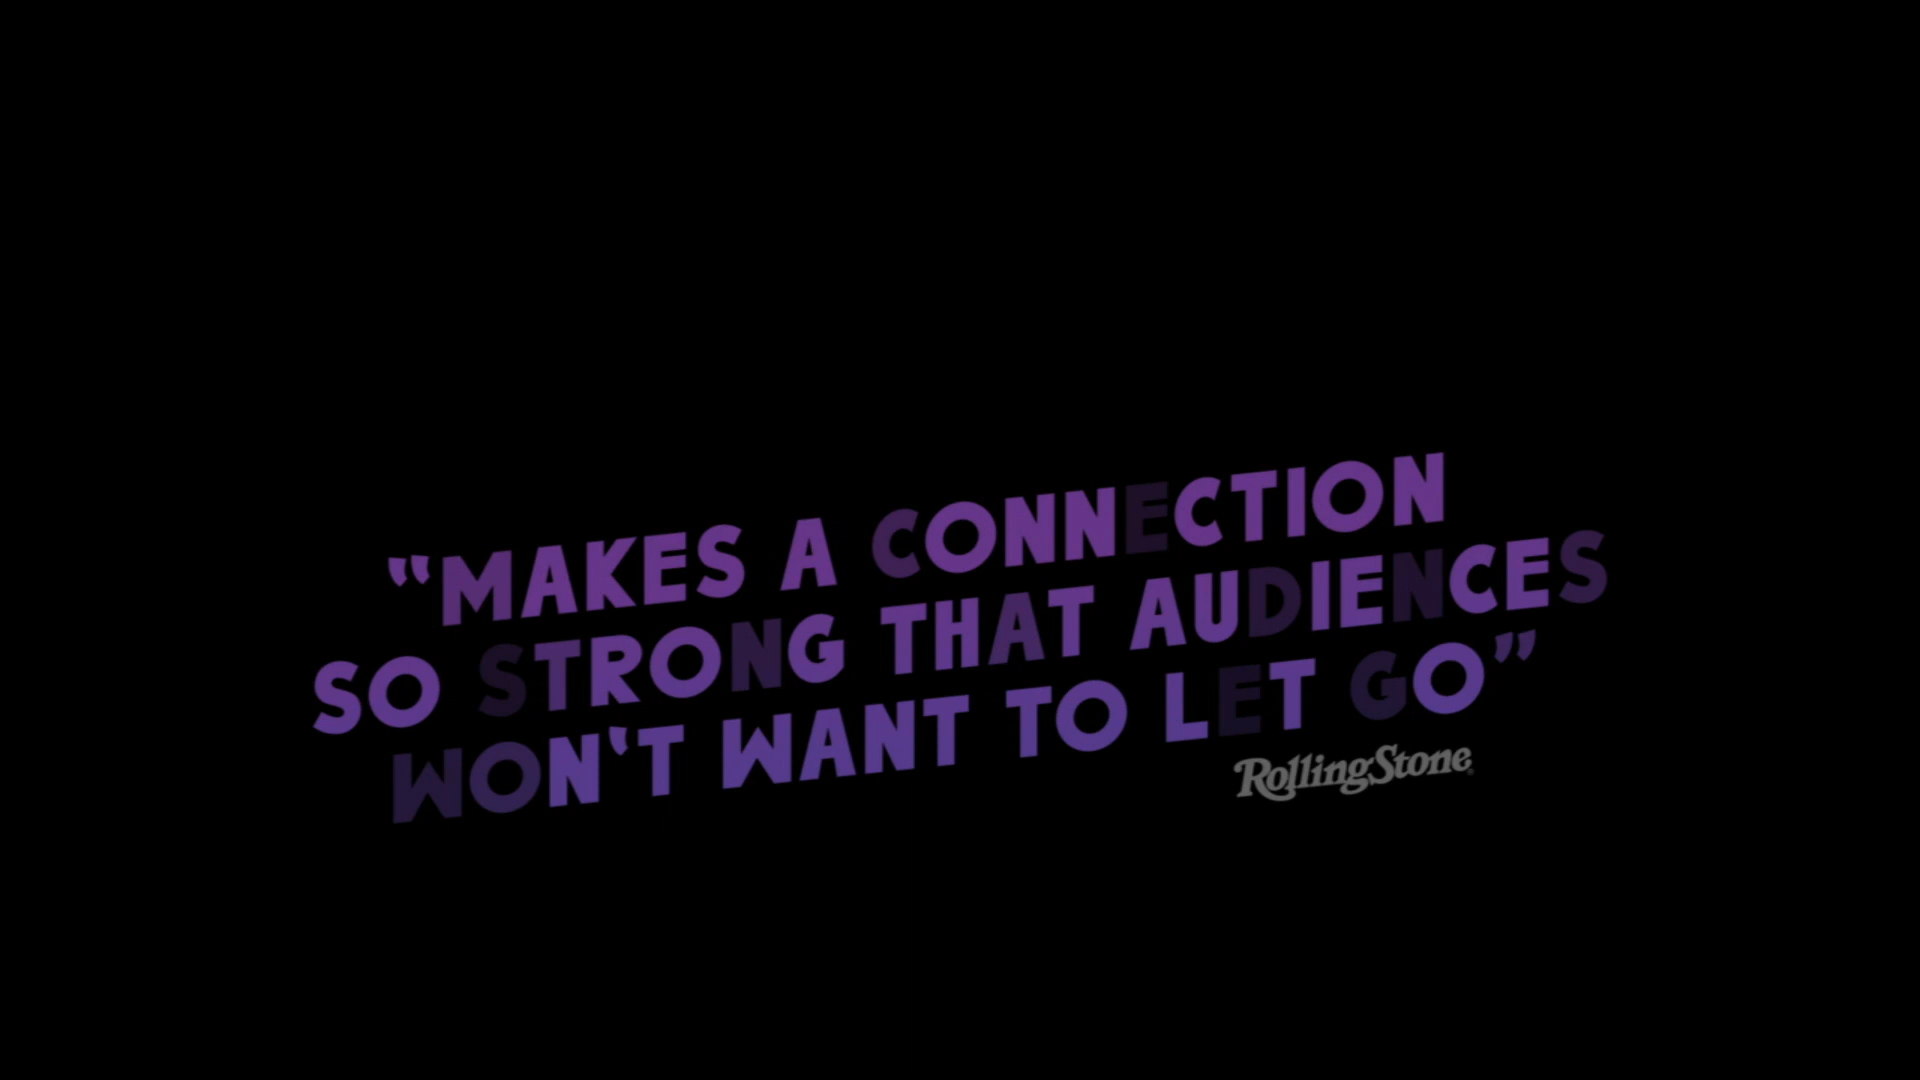 “MAKES A CONNECTION
SO STRONG THAT AUDIENCES
WON‘T WANT TO LET GO”
RollingStone